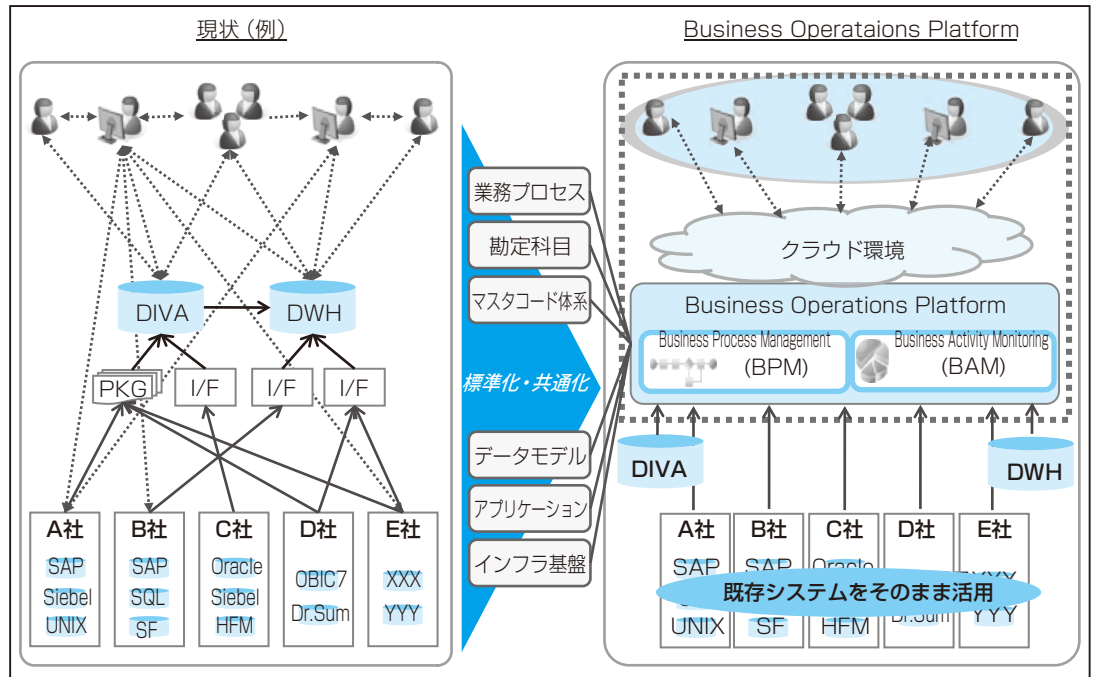 現状（例）
DIVA
DWH
PKG
I/F
I/F
I/F
A社
SAP
Siebel
UNIX
B社
SAP
SQL
SF
C社
Oracle
Siebel
HFM
D社
OBIC7
Dr.Sum
E社
XXX
YYY
業務プロセス
勘定科目
マスタコード体系
標準化・共通化
データモデル
アプリケーション
インフラ基盤
Business Operataions Platform
クラウド環境
Business Operations Platform
Business Process Management
(BPM)
Business Activity Monitoring
(BAM)
DIVA
DWH
A社
SAP
UNIX
B社
SAP
SF
C社
Oracle
HFM
D社
Dr.Sum
E社
YYY
既存システムをそのまま活用